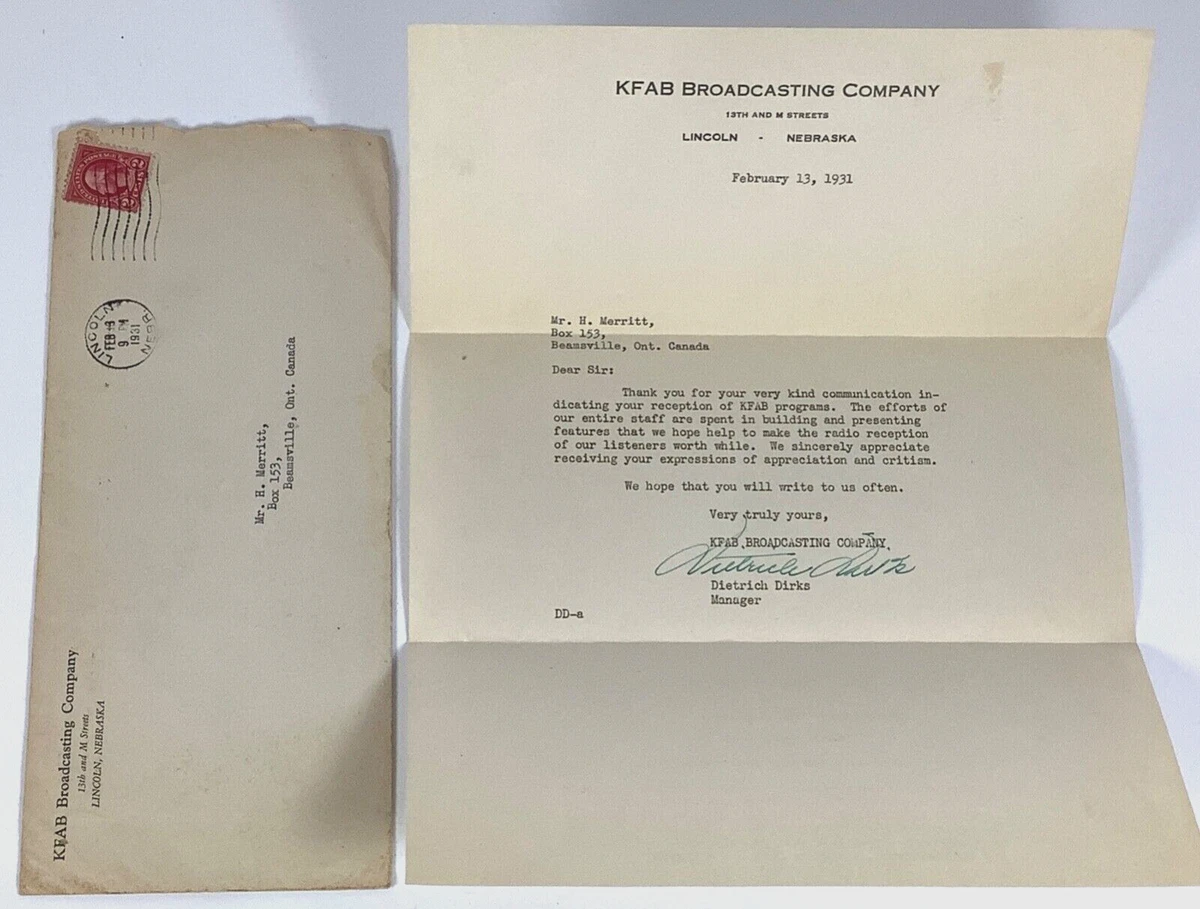 KFAB BROADCASTING COMPANY
13TH AND M STREETS
LINCOLN - NEBRASKA
February 13, 1931
Mr. H. Merritt,
Box 153,
Beamsville, Ont. Canada
Dear Sir:
Thank you for your very kind communication in-
dicating your reception of KFAB programs. The efforts of
our entire staff are spent in building and presenting
features that we hope help to make the radio reception
of our listeners worth while. We sincerely appreciate
receiving your expressions of appreciation and critism.
We hope that you will write to us often.
Very truly yours,
KFAB BROADCASTING COMPANY,
Dietrich Dirks
Dietrich Dirks
Manager
DD-a
LINCOLN NEBR.
FEB
9 PM
1931
Mr. H. Merritt,
Box 153,
Beamsville, Ont. Canada
KFAB Broadcasting Company
13th and M Streets
LINCOLN, NEBRASKA